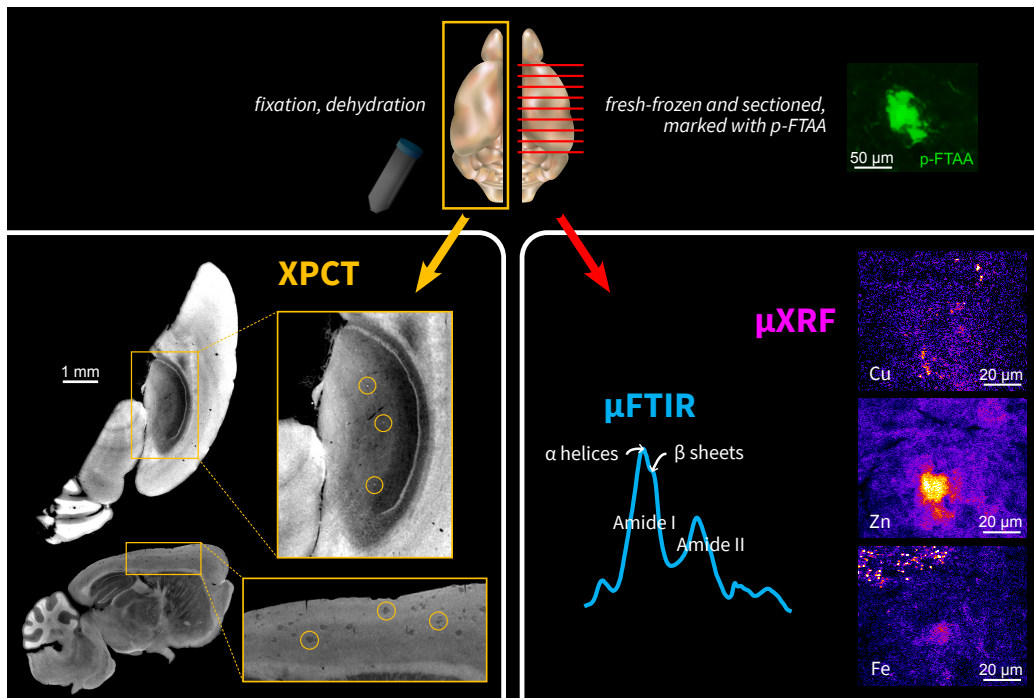 fixation, dehydration
fresh-frozen and sectioned,
marked with p-FTAA
50 µm
p-FTAA
XPCT
1 mm
µXRF
µFTIR
α helices
β sheets
Amide I
Amide II
Cu
20 µm
Zn
20 µm
Fe
20 µm